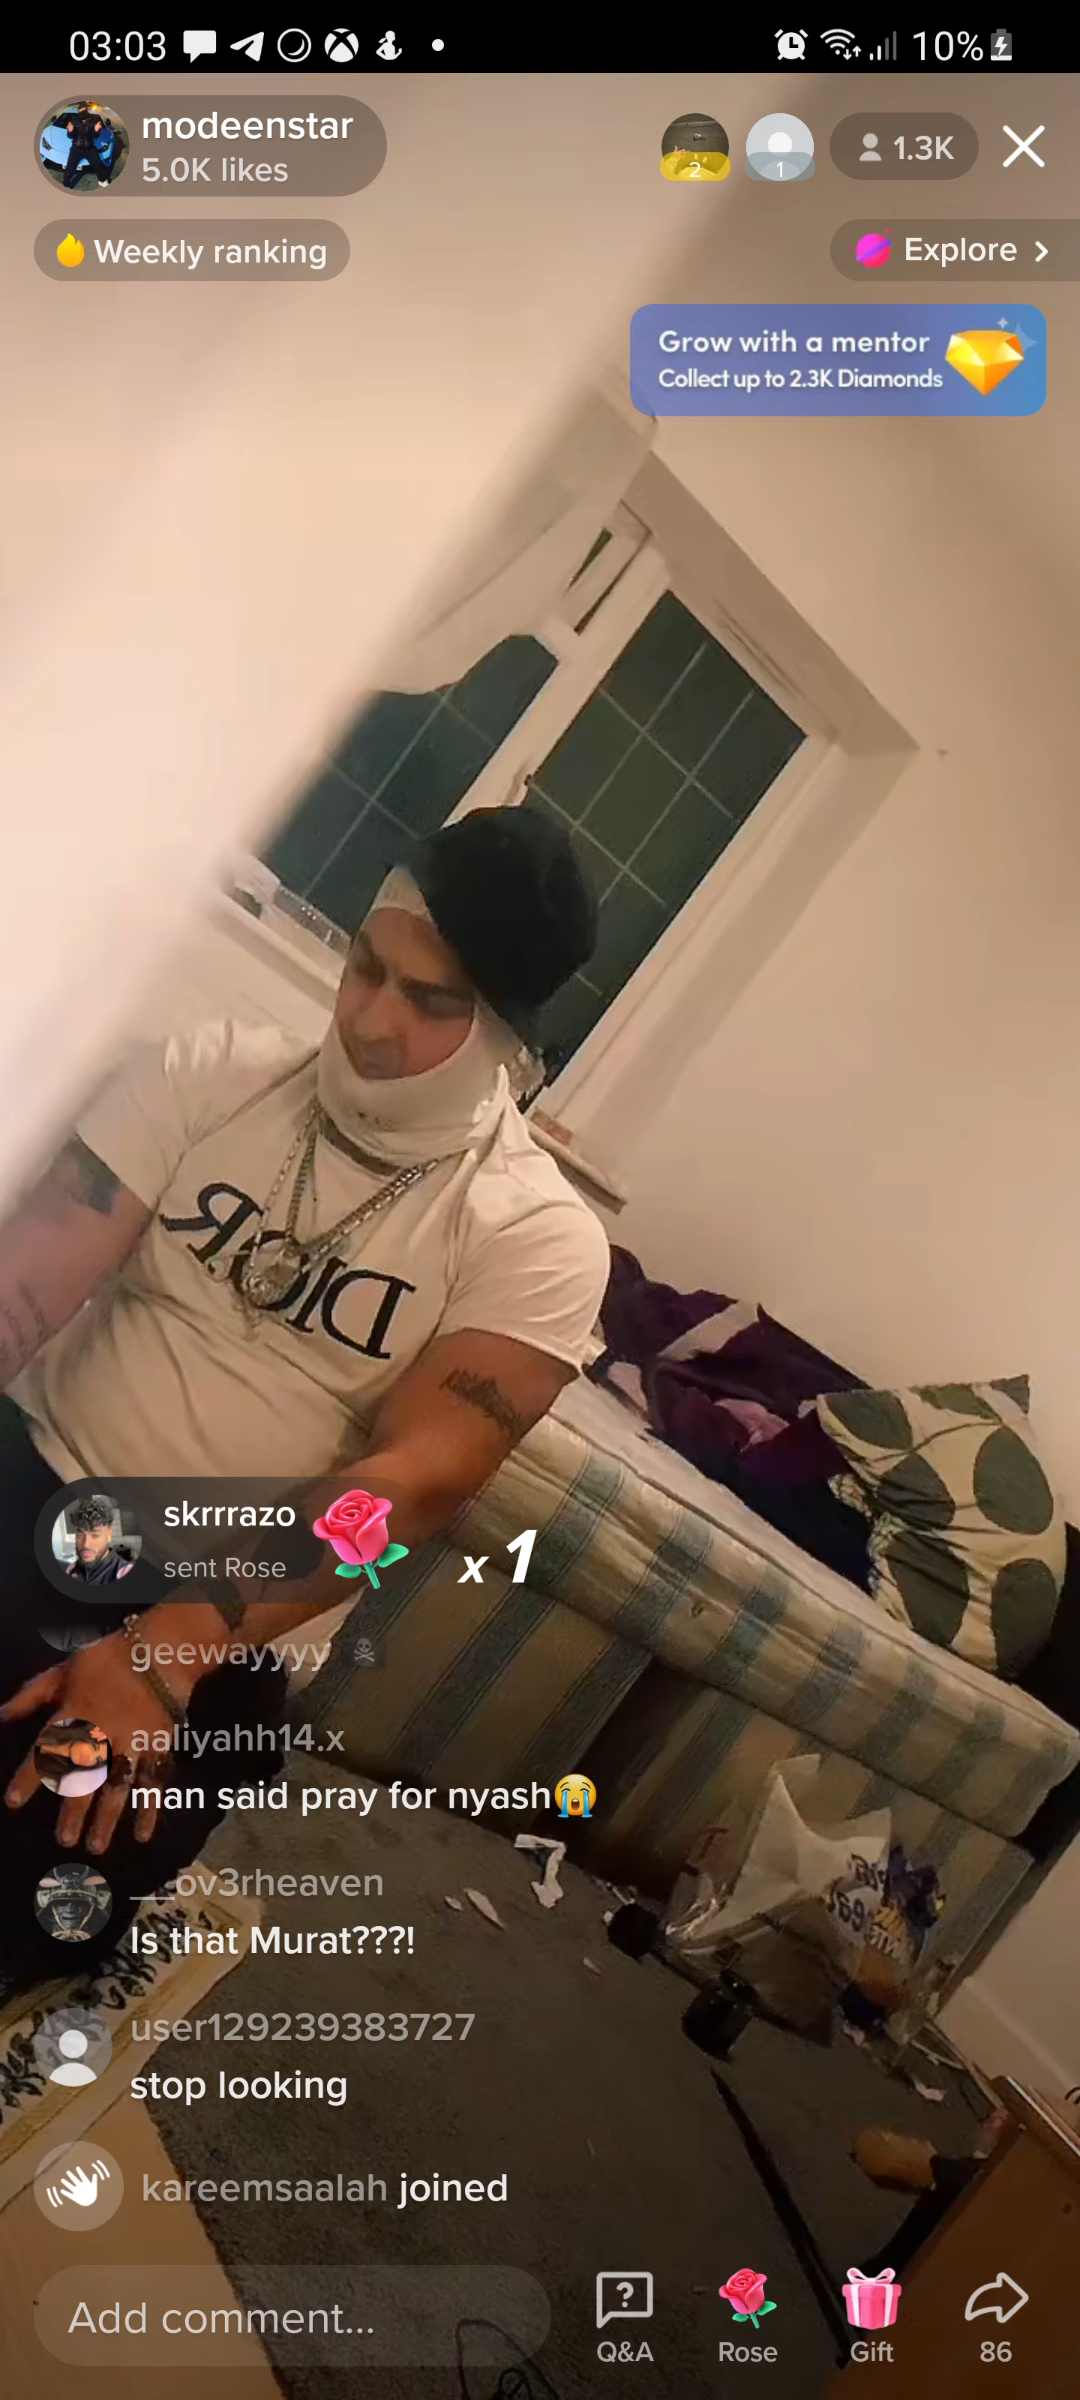 03:03
10%
modeenstar
5.0K likes
2
1
1.3K
Weekly ranking
Explore
Grow with a mentor
Collect up to 2.3K Diamonds
DIOR
skrrrazo
sent Rose
x 1
geewayyyy ☠
aaliyahh14.x
man said pray for nyash😭
__ov3rheaven
Is that Murat???!
user129239383727
stop looking
kareemsaalah joined
Add comment...
Q&A
Rose
Gift
86